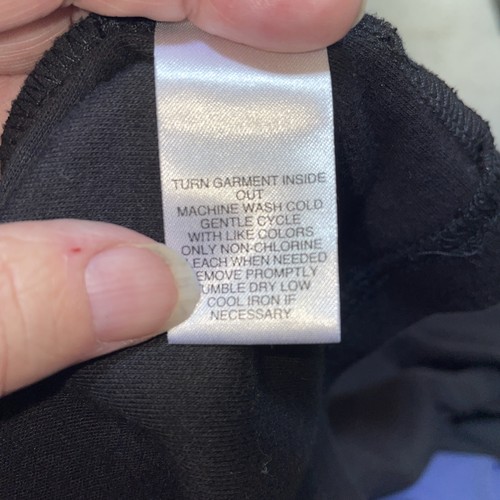 TURN GARMENT INSIDE
OUT
MACHINE WASH COLD
GENTLE CYCLE
WITH LIKE COLORS
ONLY NON-CHLORINE
LEACH WHEN NEEDED
EMOVE PROMPTLY
UMBLE DRY LOW
COOL IRON IF
NECESSARY